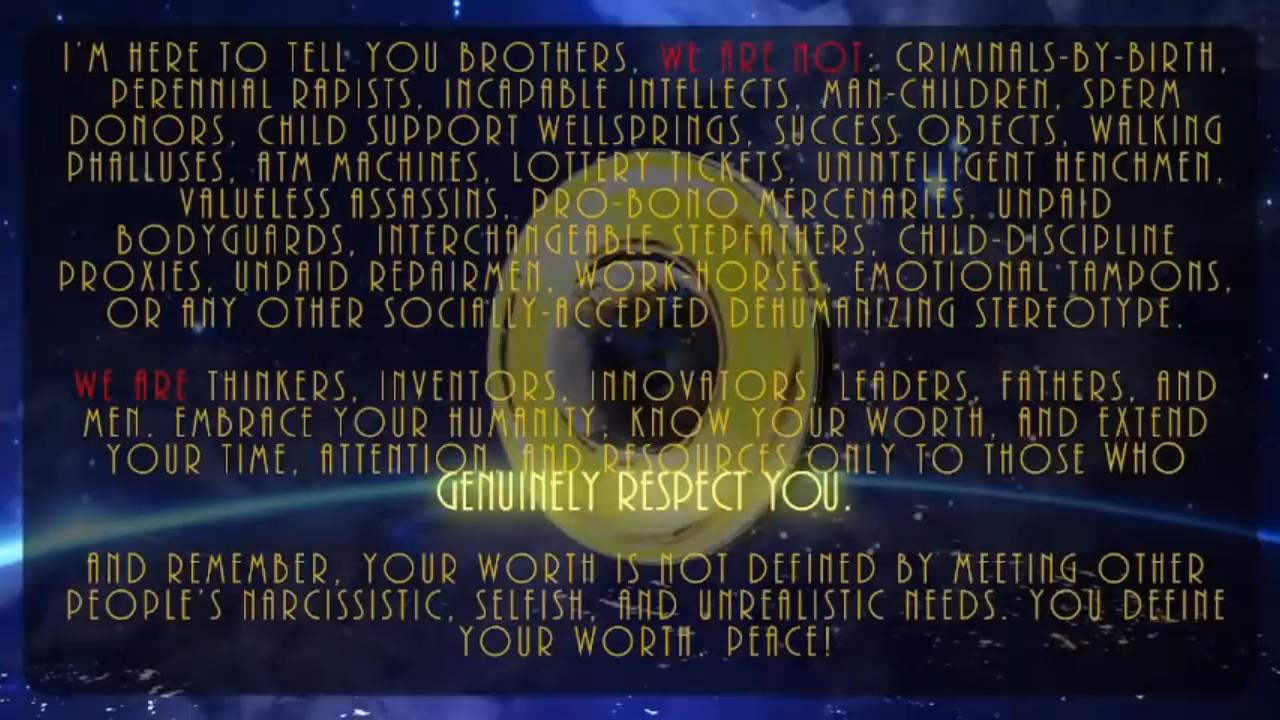 I'M HERE TO TELL YOU BROTHERS, WE ARE NOT: CRIMINALS-BY-BIRTH,
PERENNIAL RAPISTS, INCAPABLE INTELLECTS, MAN-CHILDREN, SPERM
DONORS, CHILD SUPPORT WELLSPRINGS, SUCCESS OBJECTS, WALKING
PHALLUSES, ATM MACHINES, LOTTERY TICKETS, UNINTELLIGENT HENCHMEN,
VALUELESS ASSASSINS, PRO-BONO MERCENARIES, UNPAID
BODYGUARDS, INTERCHANGEABLE STEPFATHERS, CHILD-DISCIPLINE
PROXIES, UNPAID REPAIRMEN, WORK HORSES, EMOTIONAL TAMPONS,
OR ANY OTHER SOCIALLY-ACCEPTED DEHUMANIZING STEREOTYPE.
WE ARE THINKERS, INVENTORS, INNOVATORS, LEADERS, FATHERS, AND
MEN. EMBRACE YOUR HUMANITY, KNOW YOUR WORTH, AND EXTEND
YOUR TIME, ATTENTION, AND RESOURCES ONLY TO THOSE WHO
GENUINELY RESPECT YOU.
AND REMEMBER, YOUR WORTH IS NOT DEFINED BY MEETING OTHER
PEOPLE'S NARCISSISTIC, SELFISH, AND UNREALISTIC NEEDS. YOU DEFINE
YOUR WORTH. PEACE!